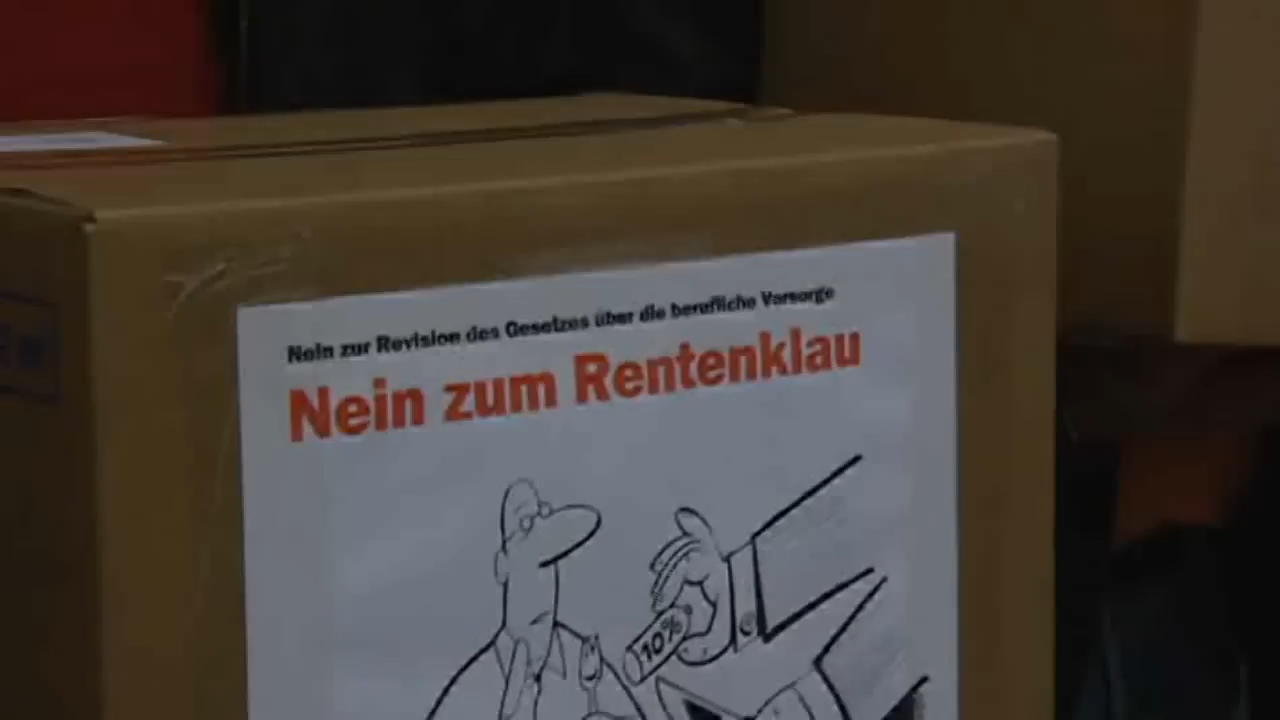 Nein zur Revision des Gesetzes über die berufliche Vorsorge
Nein zum Rentenklau
10%